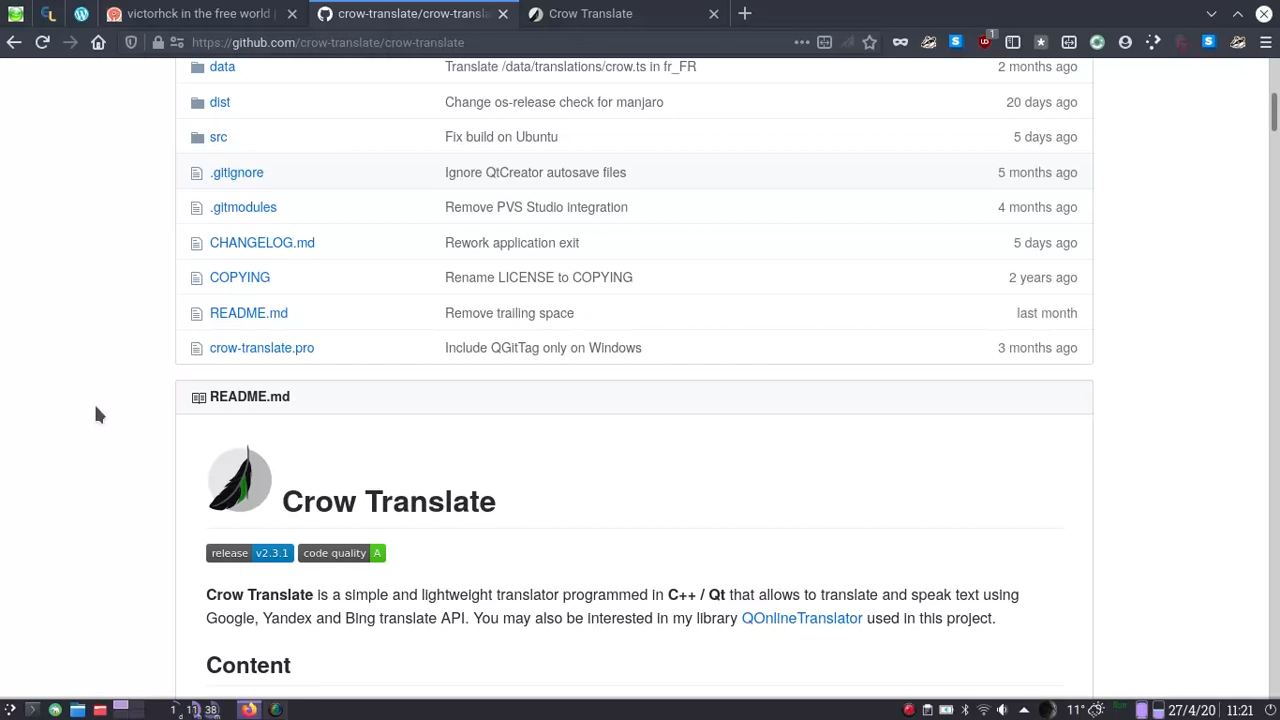 victorhck in the free world
crow-translate/crow-transla
Crow Translate
https://github.com/crow-translate/crow-translate
1
data Translate /data/translations/crow.ts in fr_FR 2 months ago
dist Change os-release check for manjaro 20 days ago
src Fix build on Ubuntu 5 days ago
.gitignore Ignore QtCreator autosave files 5 months ago
.gitmodules Remove PVS Studio integration 4 months ago
CHANGELOG.md Rework application exit 5 days ago
COPYING Rename LICENSE to COPYING 2 years ago
README.md Remove trailing space last month
crow-translate.pro Include QGitTag only on Windows 3 months ago
README.md
Crow Translate
release v2.3.1 code quality A
Crow Translate is a simple and lightweight translator programmed in C++ / Qt that allows to translate and speak text using
Google, Yandex and Bing translate API. You may also be interested in my library QOnlineTranslator used in this project.
Content
11° 27/4/20 11:21